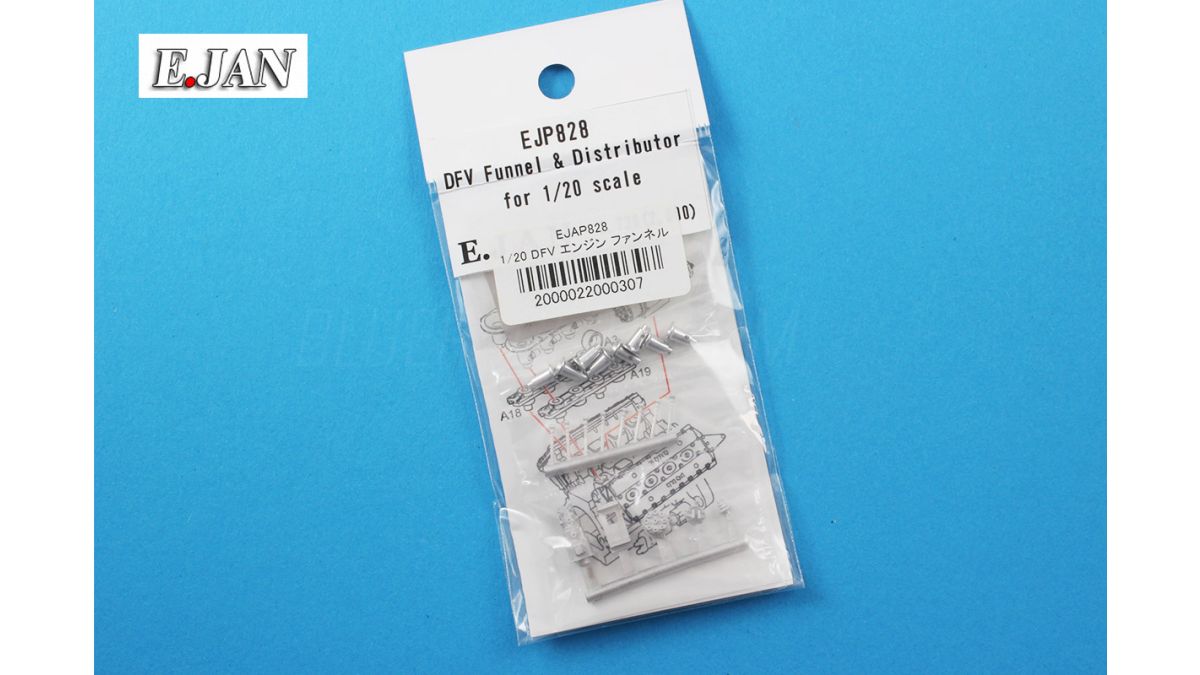 E.JAN
EJP828
DFV Funnel & Distributor
for 1/20 scale
E.
EJAP828
1/20 DFV エンジン ファンネル
2000022000307
A3
A19
A18